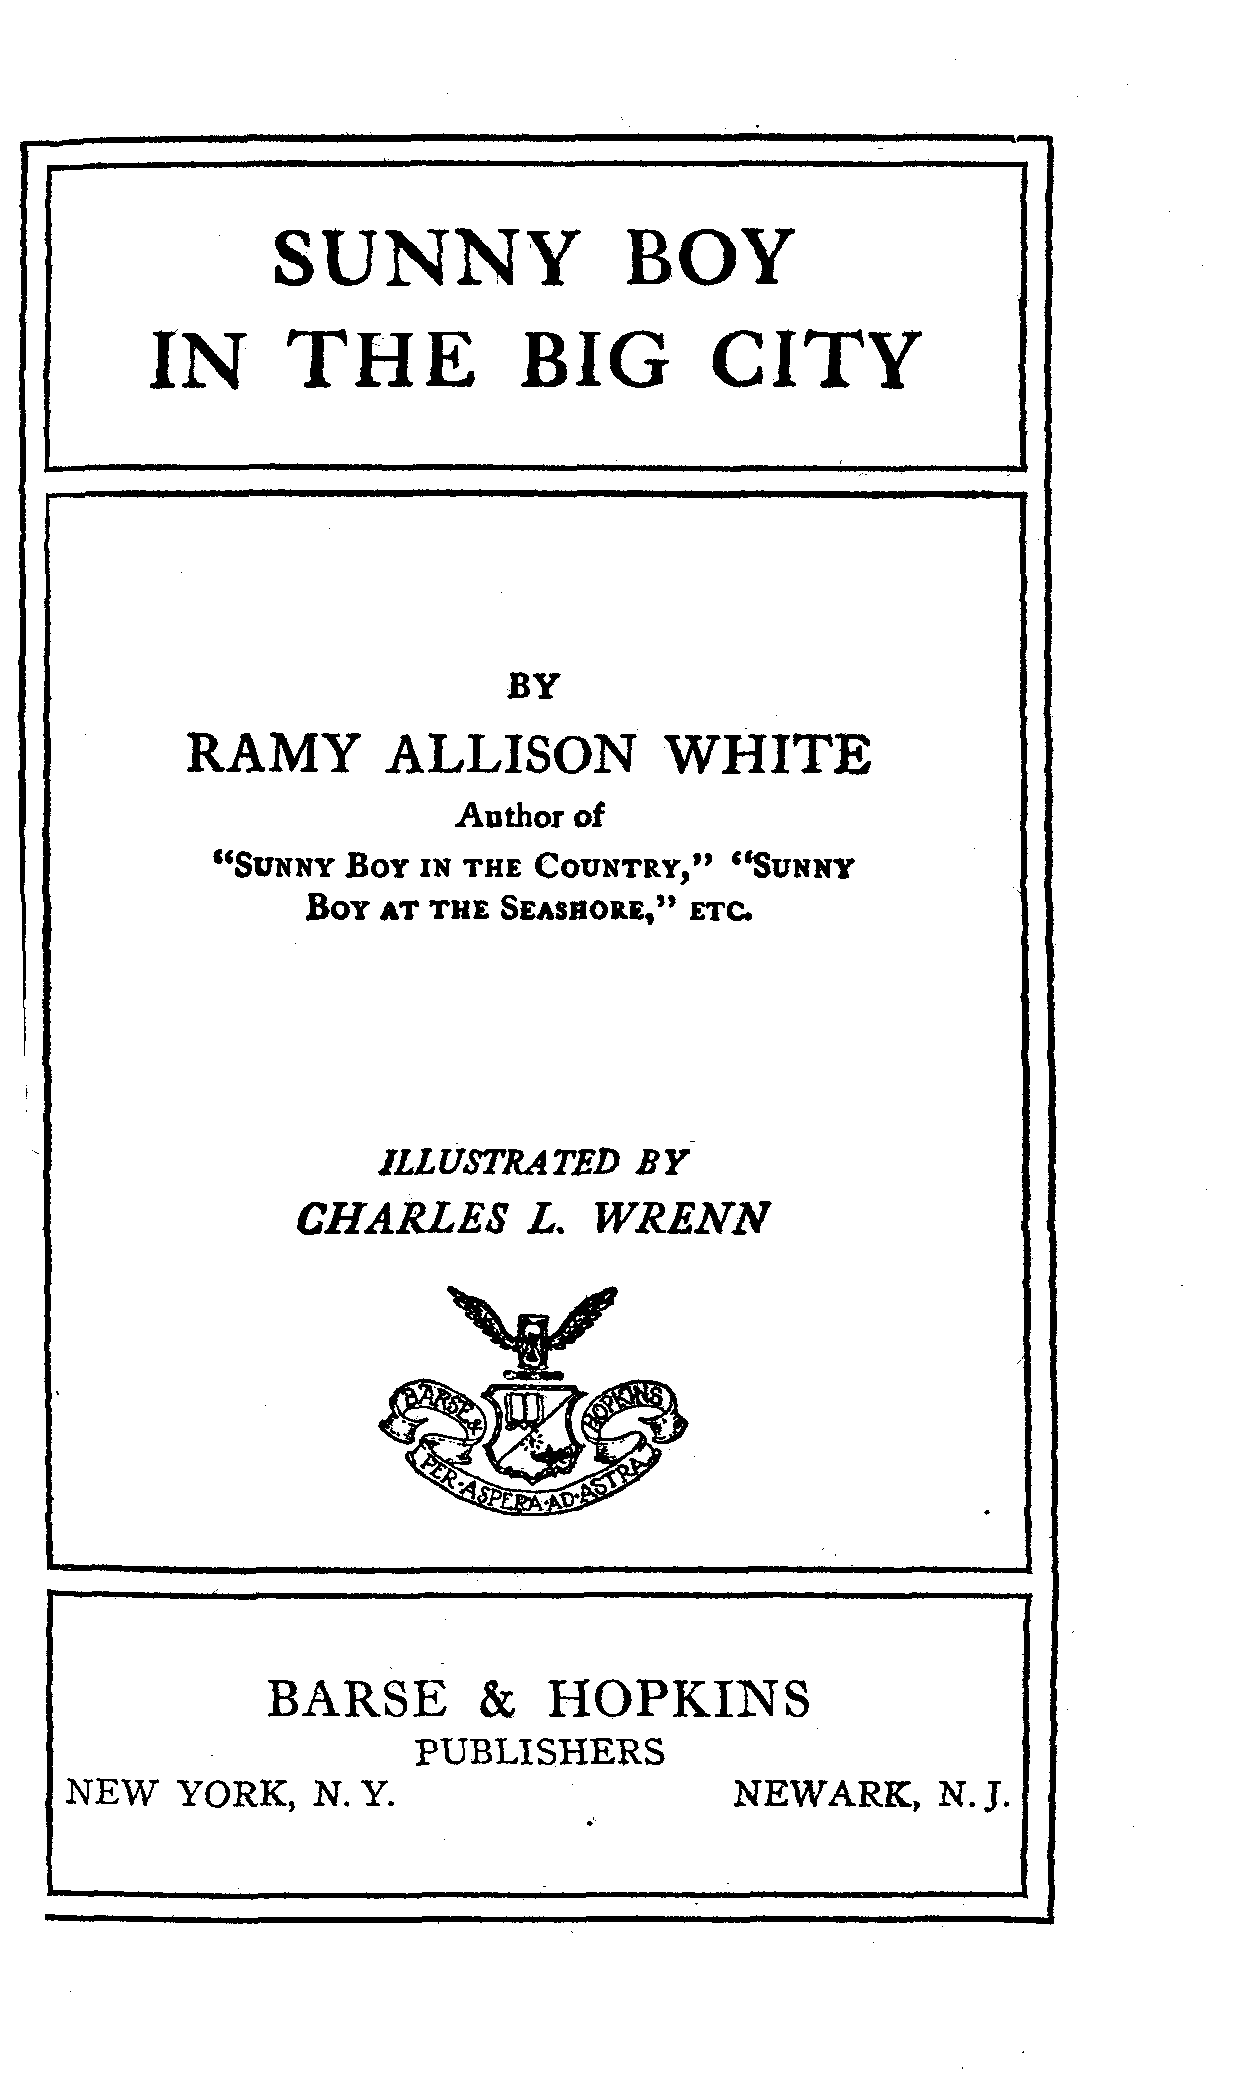 SUNNY BOY
IN THE BIG CITY
BY
RAMY ALLISON WHITE
Author of
“SUNNY BOY IN THE COUNTRY,” “SUNNY
BOY AT THE SEASHORE,” ETC.
ILLUSTRATED BY
CHARLES L. WRENN
BARSE & HOPKINS
PER·ASPERA·AD·ASTRA
BARSE & HOPKINS
PUBLISHERS
NEW YORK, N. Y. NEWARK, N. J.